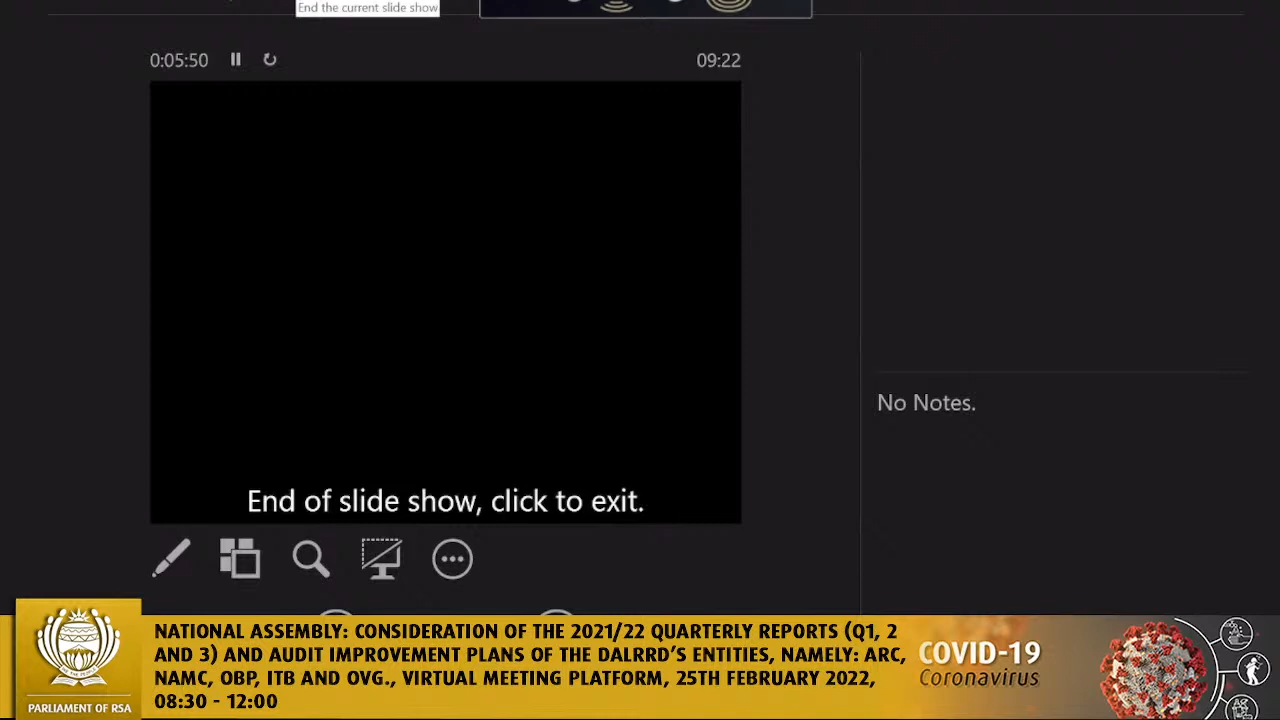 End the current slide show
0:05:50
09:22
No Notes.
End of slide show, click to exit.
NATIONAL ASSEMBLY: CONSIDERATION OF THE 2021/22 QUARTERLY REPORTS (Q1, 2
AND 3) AND AUDIT IMPROVEMENT PLANS OF THE DALRRD'S ENTITIES, NAMELY: ARC,
NAMC, OBP, ITB AND OVG., VIRTUAL MEETING PLATFORM, 25TH FEBRUARY 2022,
08:30 - 12:00
PARLIAMENT OF RSA
COVID-19
Coronavirus